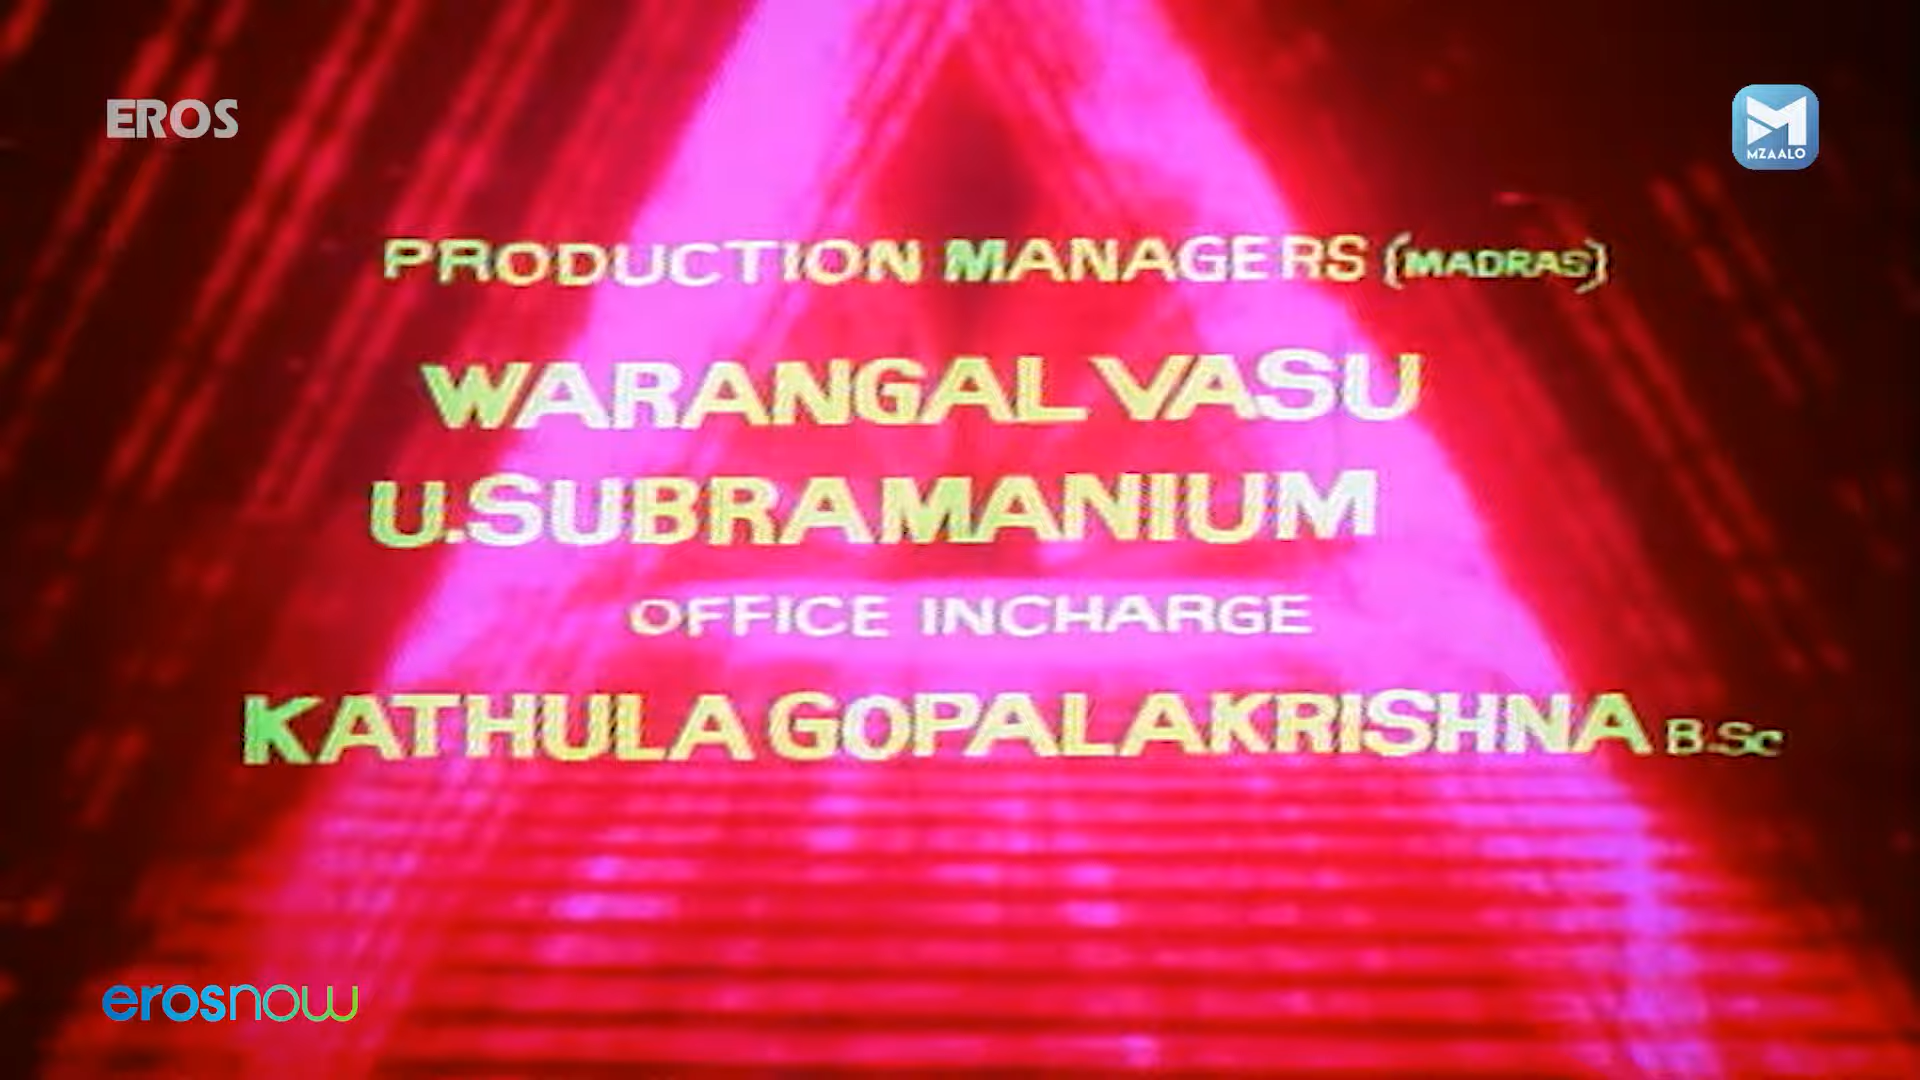 EROS
MZAALO
PRODUCTION MANAGERS (MADRAS)
WARANGAL VASU
U.SUBRAMANIUM
OFFICE INCHARGE
KATHULA GOPALAKRISHNA B.Sc
erosnow